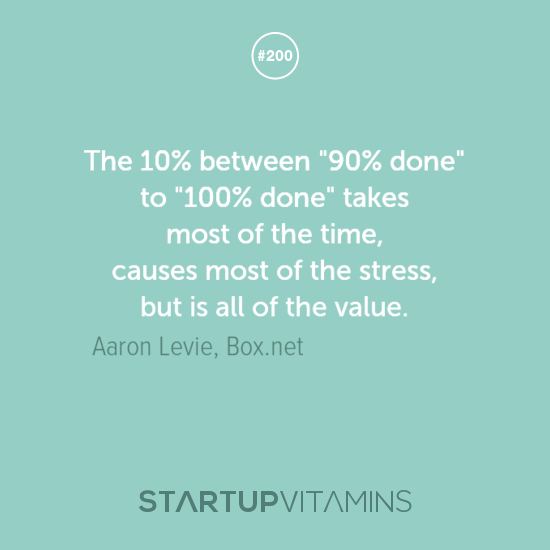 #200
The 10% between "90% done"
to "100% done" takes
most of the time,
causes most of the stress,
but is all of the value.
Aaron Levie, Box.net
STARTUPVITAMINS